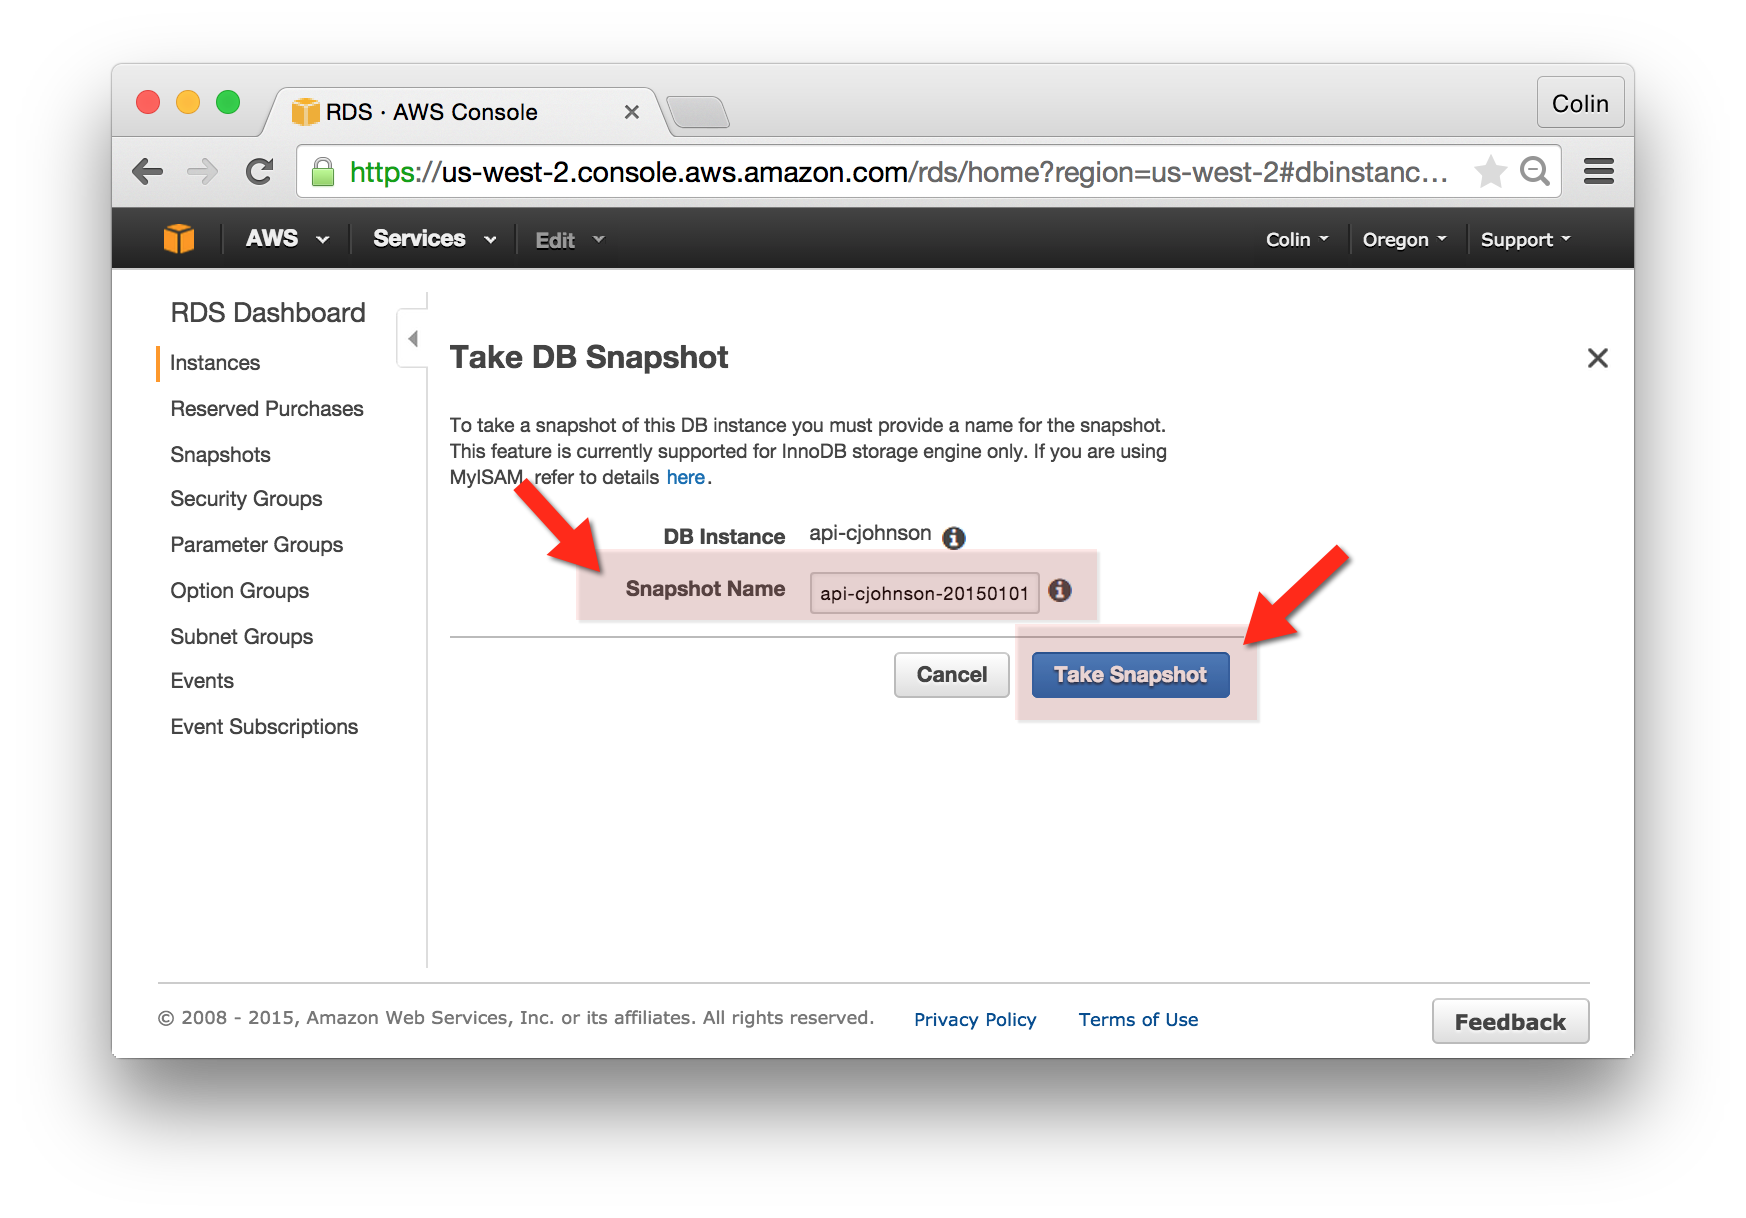 RDS · AWS Console
Colin
https://us-west-2.console.aws.amazon.com/rds/home?region=us-west-2#dbinstanc...
AWS Services Edit Colin Oregon Support
RDS Dashboard
Instances
Reserved Purchases
Snapshots
Security Groups
Parameter Groups
Option Groups
Subnet Groups
Events
Event Subscriptions
Take DB Snapshot
To take a snapshot of this DB instance you must provide a name for the snapshot.
This feature is currently supported for InnoDB storage engine only. If you are using
MyISAM, refer to details here.
DB Instance api-cjohnson
Snapshot Name api-cjohnson-20150101
Cancel Take Snapshot
© 2008 - 2015, Amazon Web Services, Inc. or its affiliates. All rights reserved. Privacy Policy Terms of Use Feedback